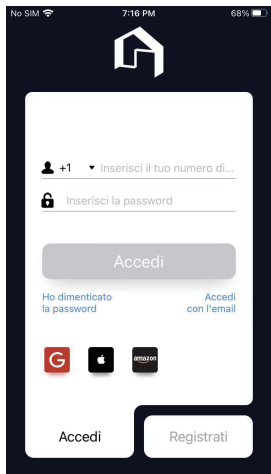 No SIM 7:16 PM 68%
+1 ▼ Inserisci il tuo numero di...
Inserisci la password
Accedi
Ho dimenticato
la password
Accedi
con l'email
G amazon
Accedi Registrati